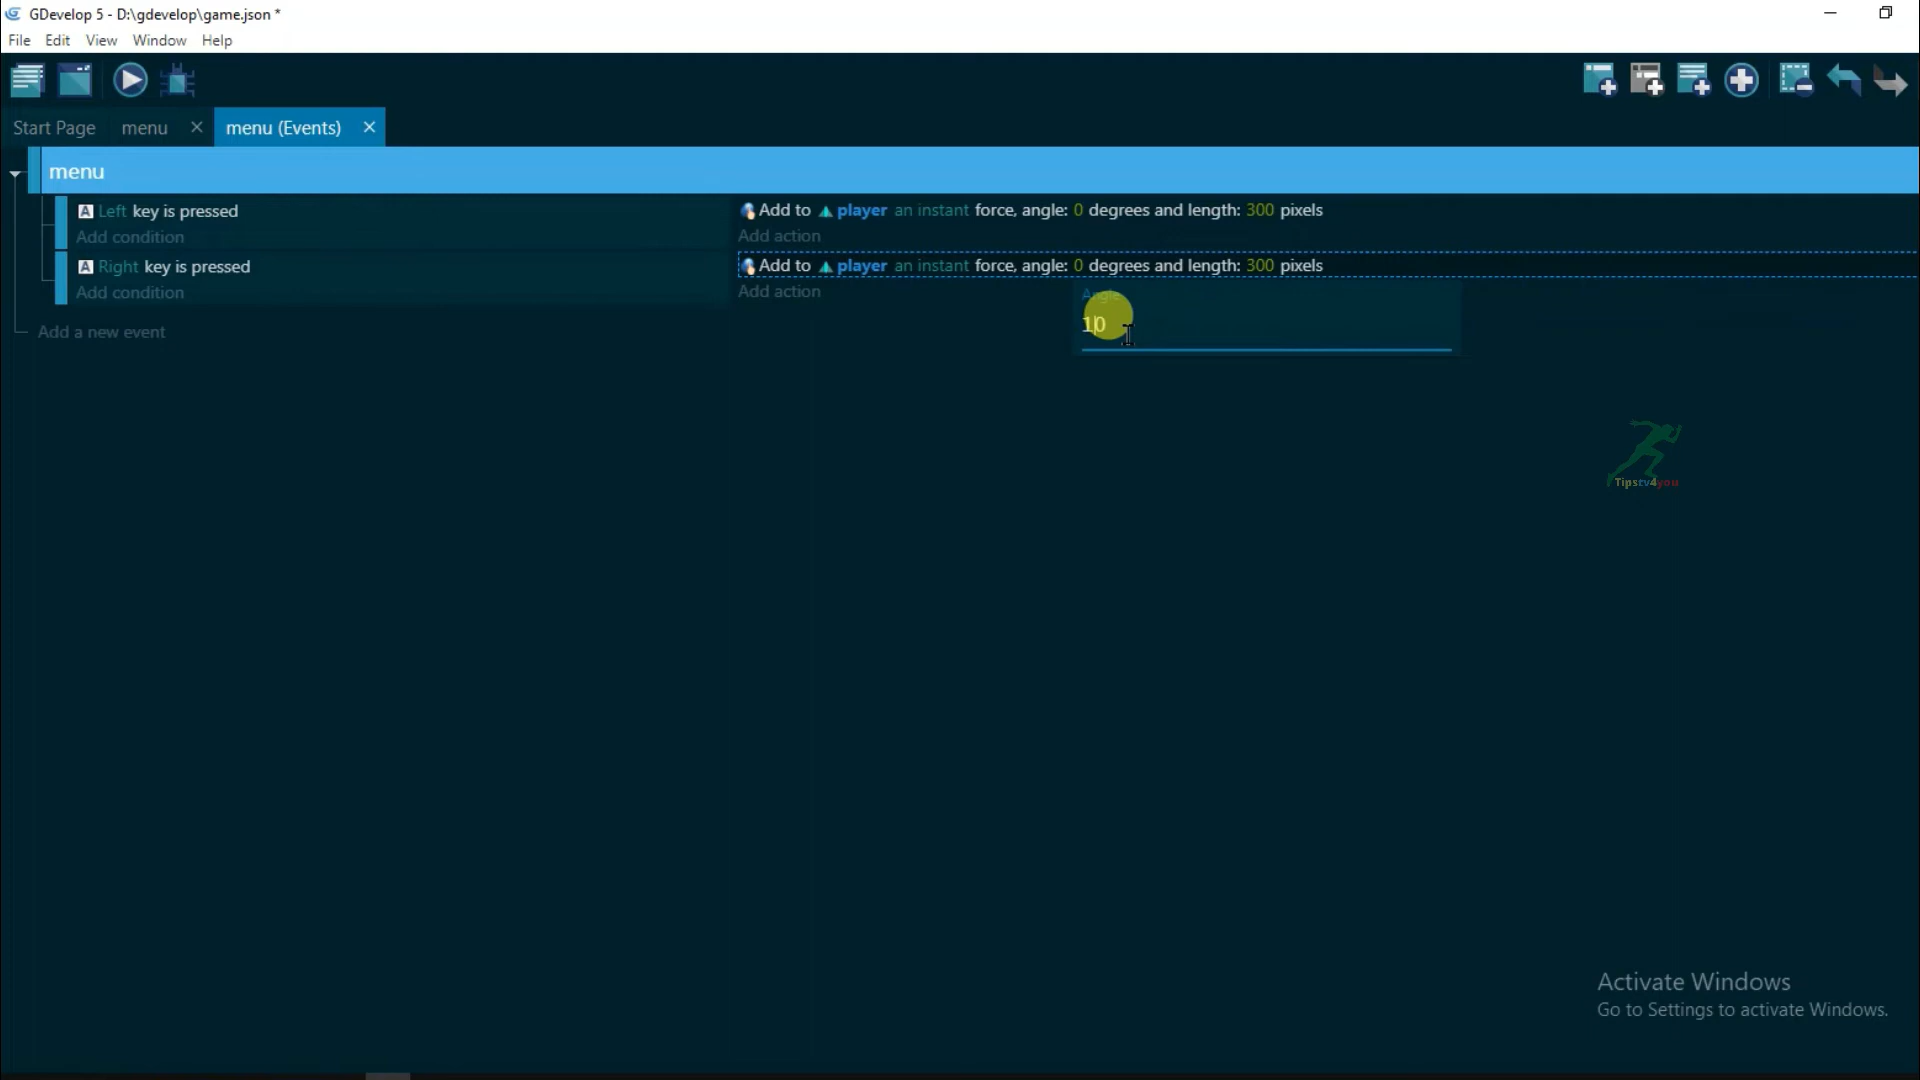 GDevelop 5 - D:\gdevelop\game.json *
File Edit View Window Help
Start Page menu × menu (Events) ×
menu
A Left key is pressed
Add to player an instant force, angle: 0 degrees and length: 300 pixels
Add condition
Add action
A Right key is pressed
Add to player an instant force, angle: 0 degrees and length: 300 pixels
Add condition
Add action
Angle
10
Add a new event
Tipstv4you
Activate Windows
Go to Settings to activate Windows.